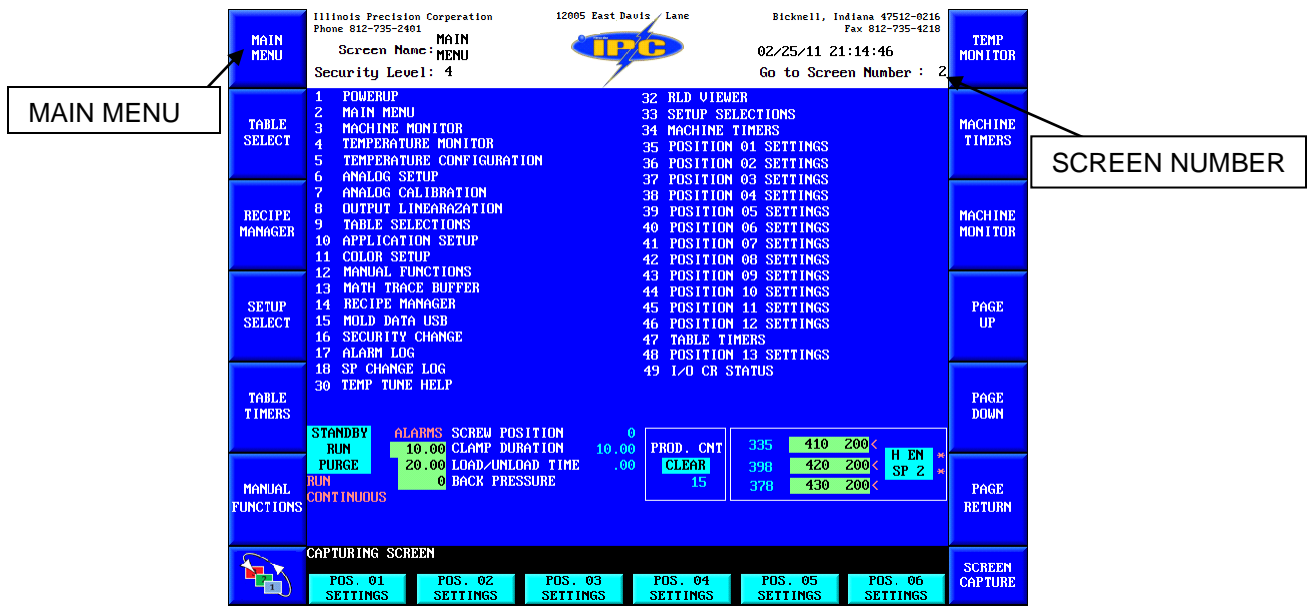 Illinois Precision Corperation 12005 East Davis Lane Bicknell, Indiana 47512-0216
Phone 812-735-2401 Fax 812-735-4218
Screen Name: MAIN MENU
IPC
02/25/11 21:14:46
Security Level: 4
Go to Screen Number : 2
MAIN MENU
SCREEN NUMBER
MAIN
MENU
TABLE
SELECT
RECIPE
MANAGER
SETUP
SELECT
TABLE
TIMERS
MANUAL
FUNCTIONS
1 POWERUP
2 MAIN MENU
3 MACHINE MONITOR
4 TEMPERATURE MONITOR
5 TEMPERATURE CONFIGURATION
6 ANALOG SETUP
7 ANALOG CALIBRATION
8 OUTPUT LINEARAZATION
9 TABLE SELECTIONS
10 APPLICATION SETUP
11 COLOR SETUP
12 MANUAL FUNCTIONS
13 MATH TRACE BUFFER
14 RECIPE MANAGER
15 MOLD DATA USB
16 SECURITY CHANGE
17 ALARM LOG
18 SP CHANGE LOG
30 TEMP TUNE HELP
32 RLD VIEWER
33 SETUP SELECTIONS
34 MACHINE TIMERS
35 POSITION 01 SETTINGS
36 POSITION 02 SETTINGS
37 POSITION 03 SETTINGS
38 POSITION 04 SETTINGS
39 POSITION 05 SETTINGS
40 POSITION 06 SETTINGS
41 POSITION 07 SETTINGS
42 POSITION 08 SETTINGS
43 POSITION 09 SETTINGS
44 POSITION 10 SETTINGS
45 POSITION 11 SETTINGS
46 POSITION 12 SETTINGS
47 TABLE TIMERS
48 POSITION 13 SETTINGS
49 I/O CR STATUS
TEMP
MONITOR
MACHINE
TIMERS
MACHINE
MONITOR
PAGE
UP
PAGE
DOWN
PAGE
RETURN
SCREEN
CAPTURE
STANDBY
RUN
PURGE
RUN
CONTINUOUS
ALARMS SCREW POSITION 0
10.00 CLAMP DURATION 10.00
20.00 LOAD/UNLOAD TIME .00
0 BACK PRESSURE
PROD. CNT
CLEAR
15
335 410 200<
398 420 200<
378 430 200<
H EN *
SP 2 *
CAPTURING SCREEN
POS. 01
SETTINGS
POS. 02
SETTINGS
POS. 03
SETTINGS
POS. 04
SETTINGS
POS. 05
SETTINGS
POS. 06
SETTINGS